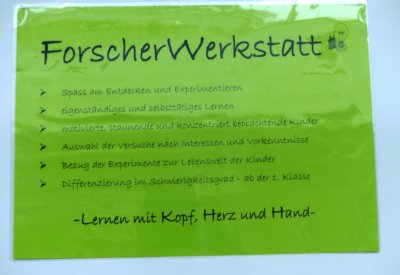 ForscherWerkstatt
➤ Spass am Entdecken und Experimentieren
➤ eigenständiges und selbsttätiges Lernen
➤ motivierte, staunende und konzentriert beobachtende Kinder
➤ Auswahl der Versuche nach Interessen und Vorkenntnisse
➤ Bezug der Experimente zur Lebenswelt der Kinder
➤ Differenzierung im Schwierigkeitsgrad - ab der 1. Klasse
-Lernen mit Kopf, Herz und Hand-